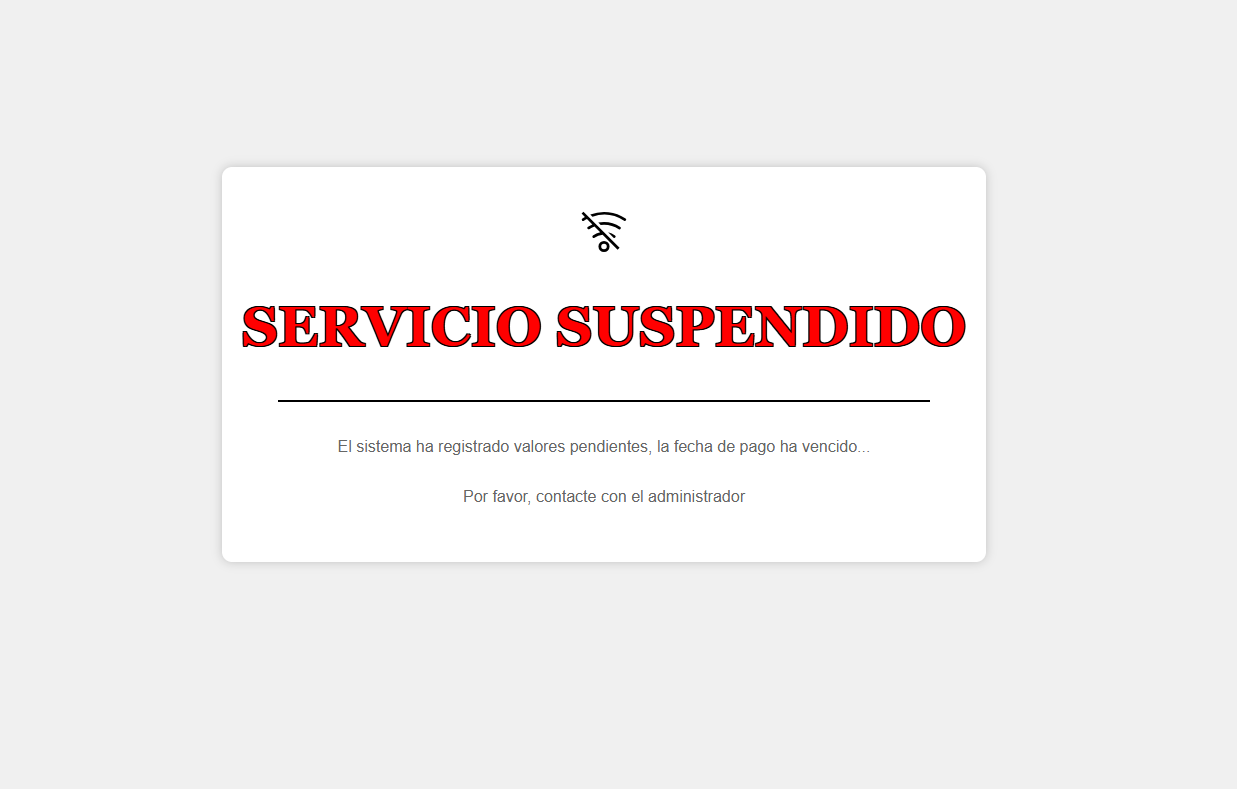 SERVICIO SUSPENDIDO
El sistema ha registrado valores pendientes, la fecha de pago ha vencido...
Por favor, contacte con el administrador